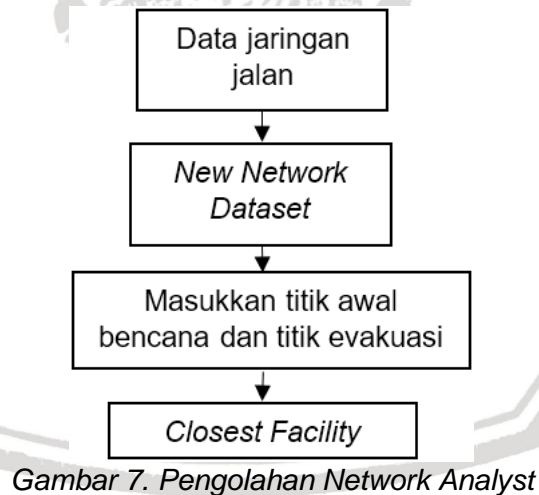 Data jaringan
jalan
New Network
Dataset
Masukkan titik awal
bencana dan titik evakuasi
Closest Facility
Gambar 7. Pengolahan Network Analyst